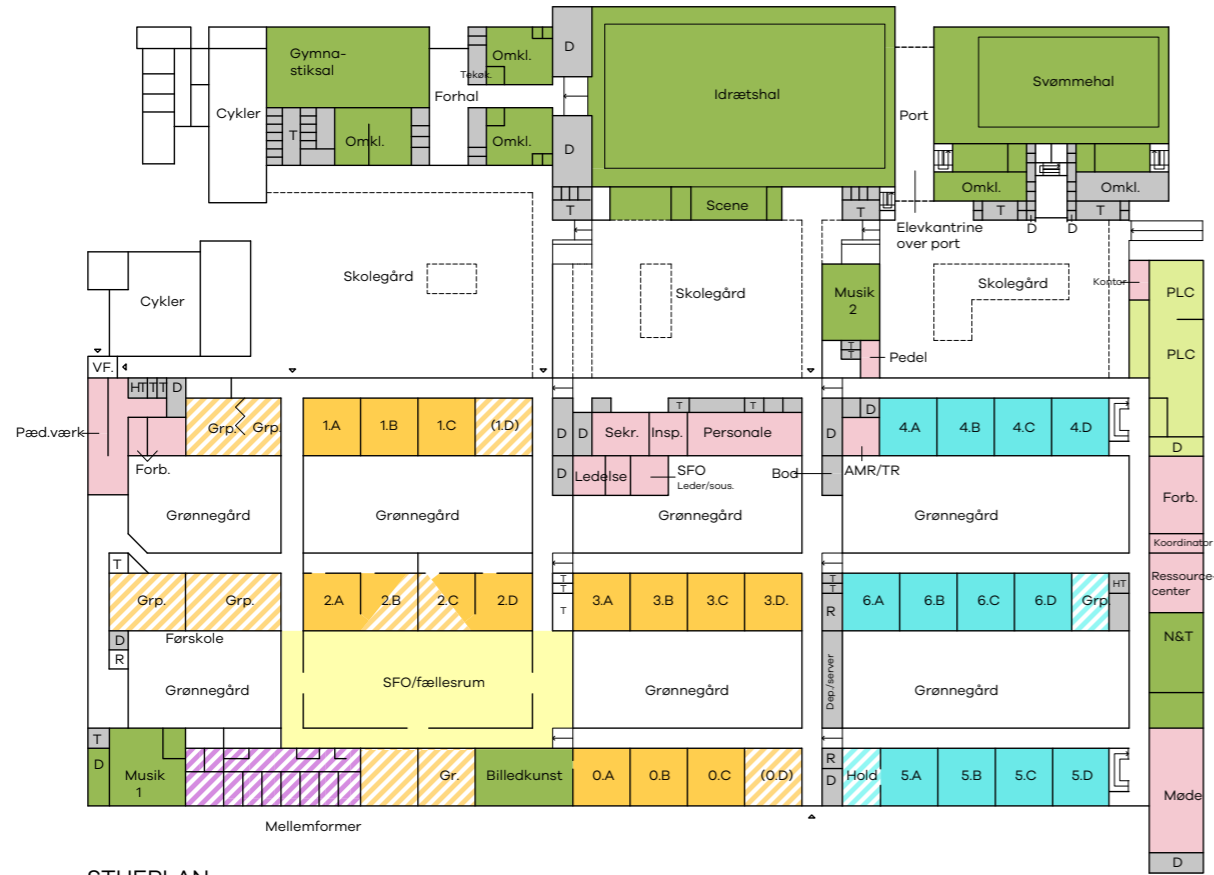 Gymna-
stiksal
Omkl.
D
Idrætshal
Svømmehal
Tekøk.
Cykler
Forhal
Port
T
Omkl.
Omkl.
D
Omkl.
Omkl.
T
Scene
T
T
T
D
D
Elevkantrine
over port
Skolegård
Skolegård
Skolegård
Kontor
PLC
Cykler
Musik
2
PLC
T
T
Pedel
VF.
HT
T
T
T
D
Pæd.værk
Grp.
Grp.
Forb.
1.A
1.B
1.C
(1.D)
D
D
Sekr.
Insp.
Personale
T
T
T
D
D
4.A
4.B
4.C
4.D
D
D
Ledelse
SFO
Leder/sous.
Bod
AMR/TR
Forb.
Grønnegård
Grønnegård
Grønnegård
Grønnegård
Koordinator
T
Grp.
Grp.
2.A
2.B
2.C
2.D
T
T
T
3.A
3.B
3.C
3.D.
T
T
R
6.A
6.B
6.C
6.D
Grp.
HT
Ressource-
center
D
R
Førskole
N&T
Grønnegård
SFO/fællesrum
Grønnegård
Dep./server
Grønnegård
T
D
Musik
1
Gr.
Billedkunst
0.A
0.B
0.C
(0.D)
R
D
Hold
5.A
5.B
5.C
5.D
Møde
Mellemformer
D
STUEPLAN